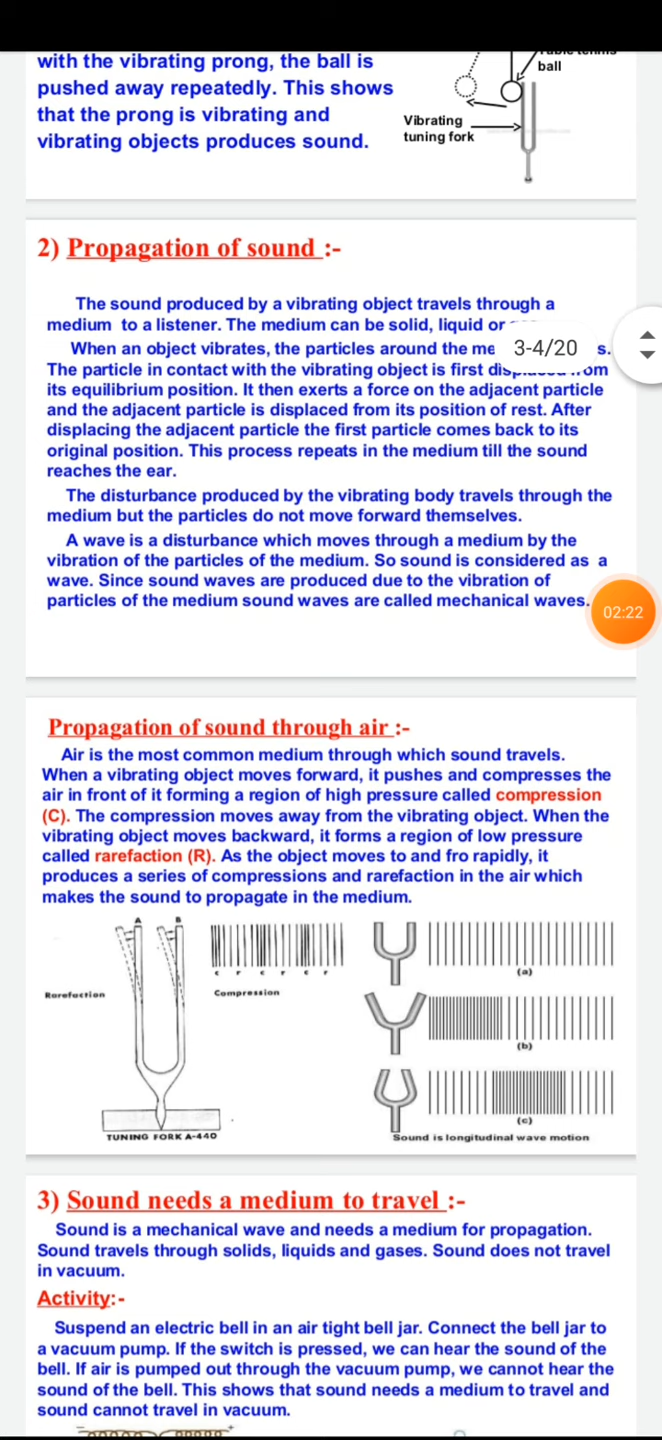 with the vibrating prong, the ball is
pushed away repeatedly. This shows
that the prong is vibrating and
vibrating objects produces sound.
ball
Vibrating
tuning fork
2) Propagation of sound :-
The sound produced by a vibrating object travels through a
medium to a listener. The medium can be solid, liquid or
When an object vibrates, the particles around the me
3-4/20
s.
The particle in contact with the vibrating object is first
its equilibrium position. It then exerts a force on the adjacent particle
and the adjacent particle is displaced from its position of rest. After
displacing the adjacent particle the first particle comes back to its
original position. This process repeats in the medium till the sound
reaches the ear.
The disturbance produced by the vibrating body travels through the
medium but the particles do not move forward themselves.
A wave is a disturbance which moves through a medium by the
vibration of the particles of the medium. So sound is considered as a
wave. Since sound waves are produced due to the vibration of
particles of the medium sound waves are called mechanical waves.
02:22
Propagation of sound through air :-
Air is the most common medium through which sound travels.
When a vibrating object moves forward, it pushes and compresses the
air in front of it forming a region of high pressure called compression
(C). The compression moves away from the vibrating object. When the
vibrating object moves backward, it forms a region of low pressure
called rarefaction (R). As the object moves to and fro rapidly, it
produces a series of compressions and rarefaction in the air which
makes the sound to propagate in the medium.
A B
c r c r c r
(a)
Rarefaction
Compression
(b)
(c)
TUNING FORK A-440
Sound is longitudinal wave motion
3) Sound needs a medium to travel :-
Sound is a mechanical wave and needs a medium for propagation.
Sound travels through solids, liquids and gases. Sound does not travel
in vacuum.
Activity:-
Suspend an electric bell in an air tight bell jar. Connect the bell jar to
a vacuum pump. If the switch is pressed, we can hear the sound of the
bell. If air is pumped out through the vacuum pump, we cannot hear the
sound of the bell. This shows that sound needs a medium to travel and
sound cannot travel in vacuum.